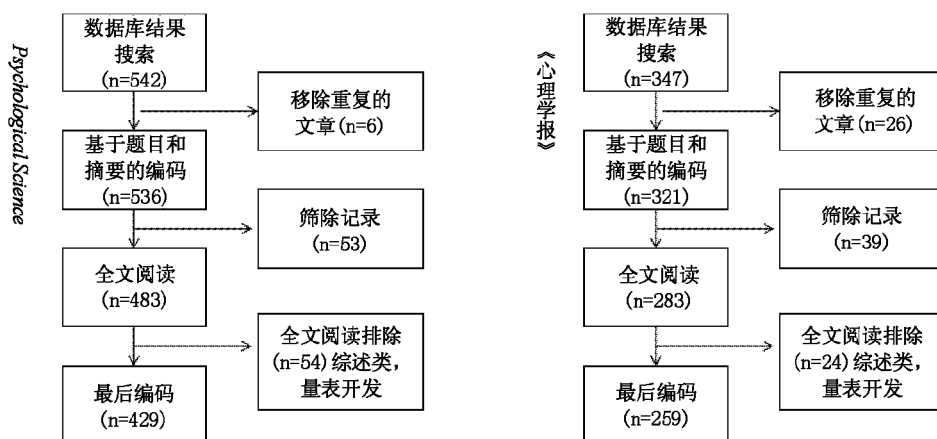 Psychological Science
数据库结果
搜索
(n=542)
移除重复的
文章(n=6)
基于题目和
摘要的编码
(n=536)
筛除记录
(n=53)
全文阅读
(n=483)
全文阅读排除
(n=54)综述类，
量表开发
最后编码
(n=429)
《心理学报》
数据库结果
搜索
(n=347)
移除重复的
文章(n=26)
基于题目和
摘要的编码
(n=321)
筛除记录
(n=39)
全文阅读
(n=283)
全文阅读排除
(n=24)综述类，
量表开发
最后编码
(n=259)